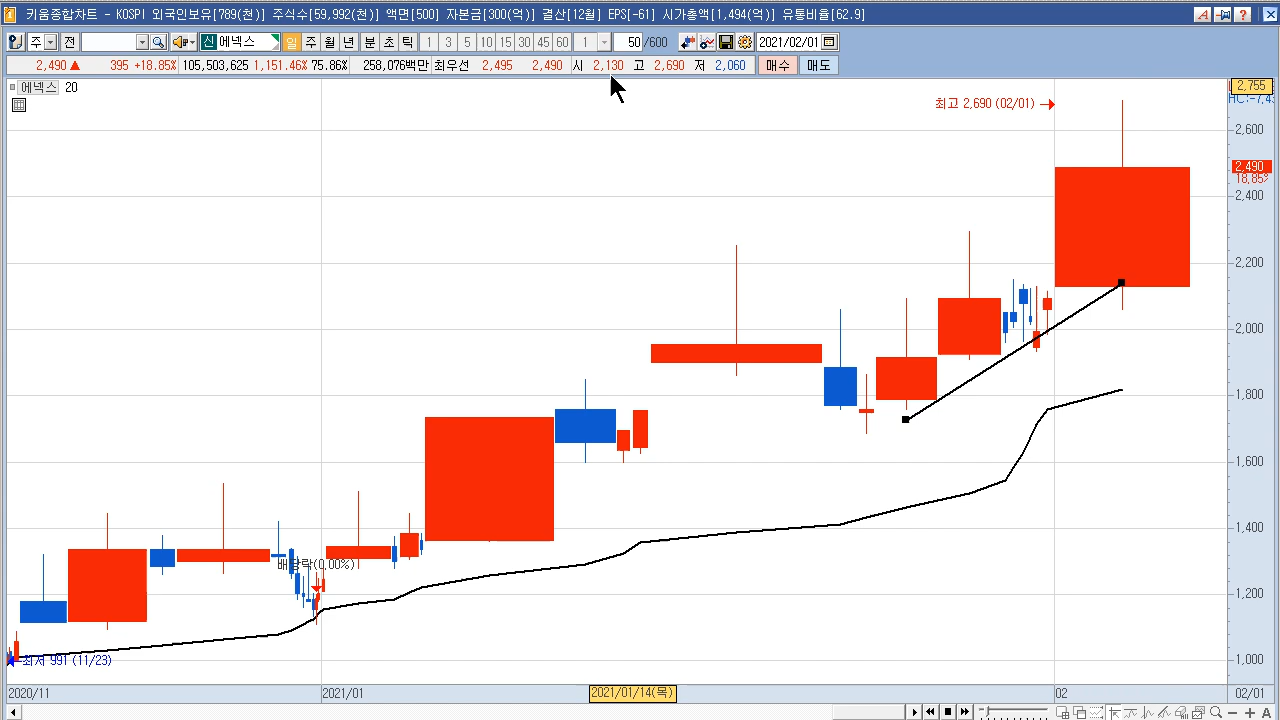 키움종합차트 - KOSPI 외국인보유[789(천)] 주식수[59,992(천)] 액면[500] 자본금[300(억)] 결산[12월] EPS[-61] 시가총액[1,494(억)] 유통비율[62.9]
주 전 신 에넥스 일 주 월 년 분 초 틱 1 3 5 10 15 30 45 60 1 50 /600 2021/02/01
2,490 ▲ 395 +18.85% 105,503,625 1,151.46% 75.86% 258,076백만 최우선 2,495 2,490 시 2,130 고 2,690 저 2,060 매수 매도
에넥스 20
2,755
최고 2,690 (02/01)
2,600
2,490
18,85%
2,400
2,200
2,000
1,800
1,600
1,400
배당락(0,00%)
1,200
최저 991 (11/23)
1,000
2020/11 2021/01 2021/01/14(목) 02 02/01